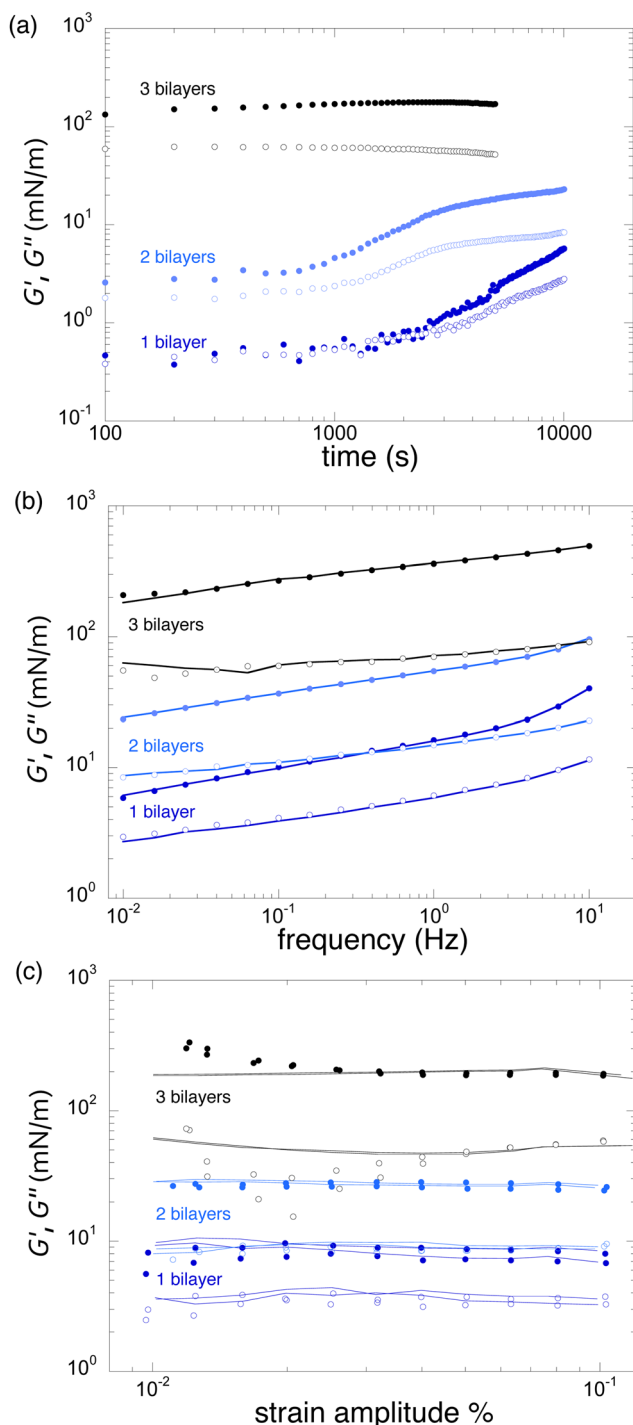 (a)
10³
3 bilayers
10²
G', G" (mN/m)
10¹
2 bilayers
10⁰
1 bilayer
10⁻¹
100 1000 10000
time (s)
(b)
10³
3 bilayers
10²
G', G" (mN/m)
2 bilayers
10¹
1 bilayer
10⁰
10⁻² 10⁻¹ 10⁰ 10¹
frequency (Hz)
(c)
10³
3 bilayers
10²
G', G" (mN/m)
2 bilayers
10¹
1 bilayer
10⁰
10⁻² 10⁻¹
strain amplitude %